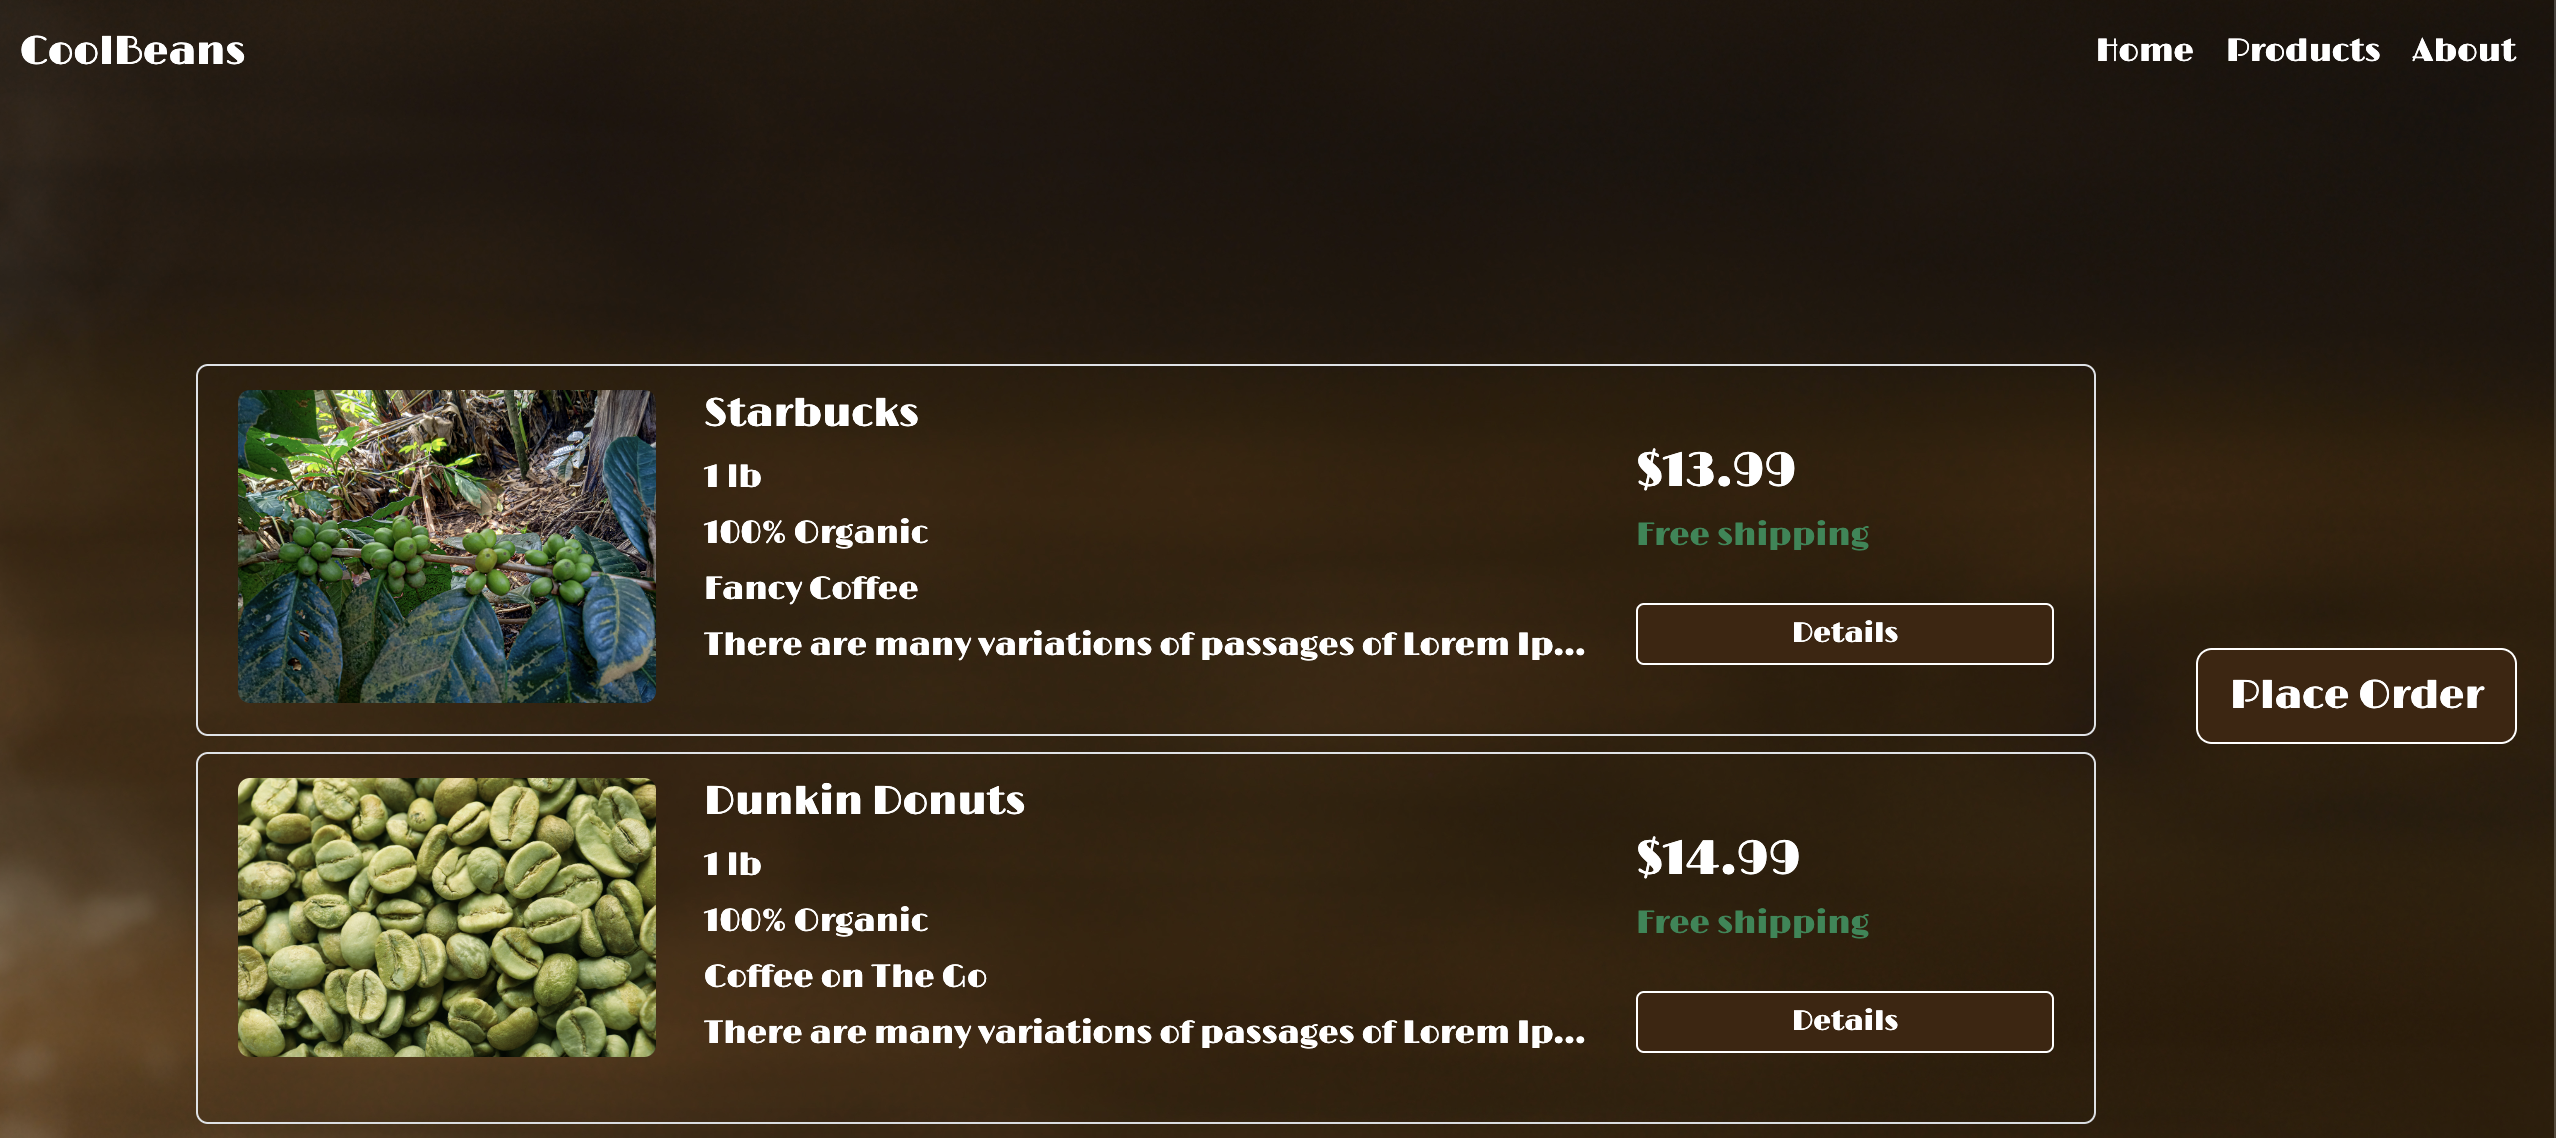 CoolBeans
Home Products About
Starbucks
1 lb
100% Organic
Fancy Coffee
There are many variations of passages of Lorem Ip...
$13.99
Free shipping
Details
Place Order
Dunkin Donuts
1 lb
100% Organic
Coffee on The Go
There are many variations of passages of Lorem Ip...
$14.99
Free shipping
Details